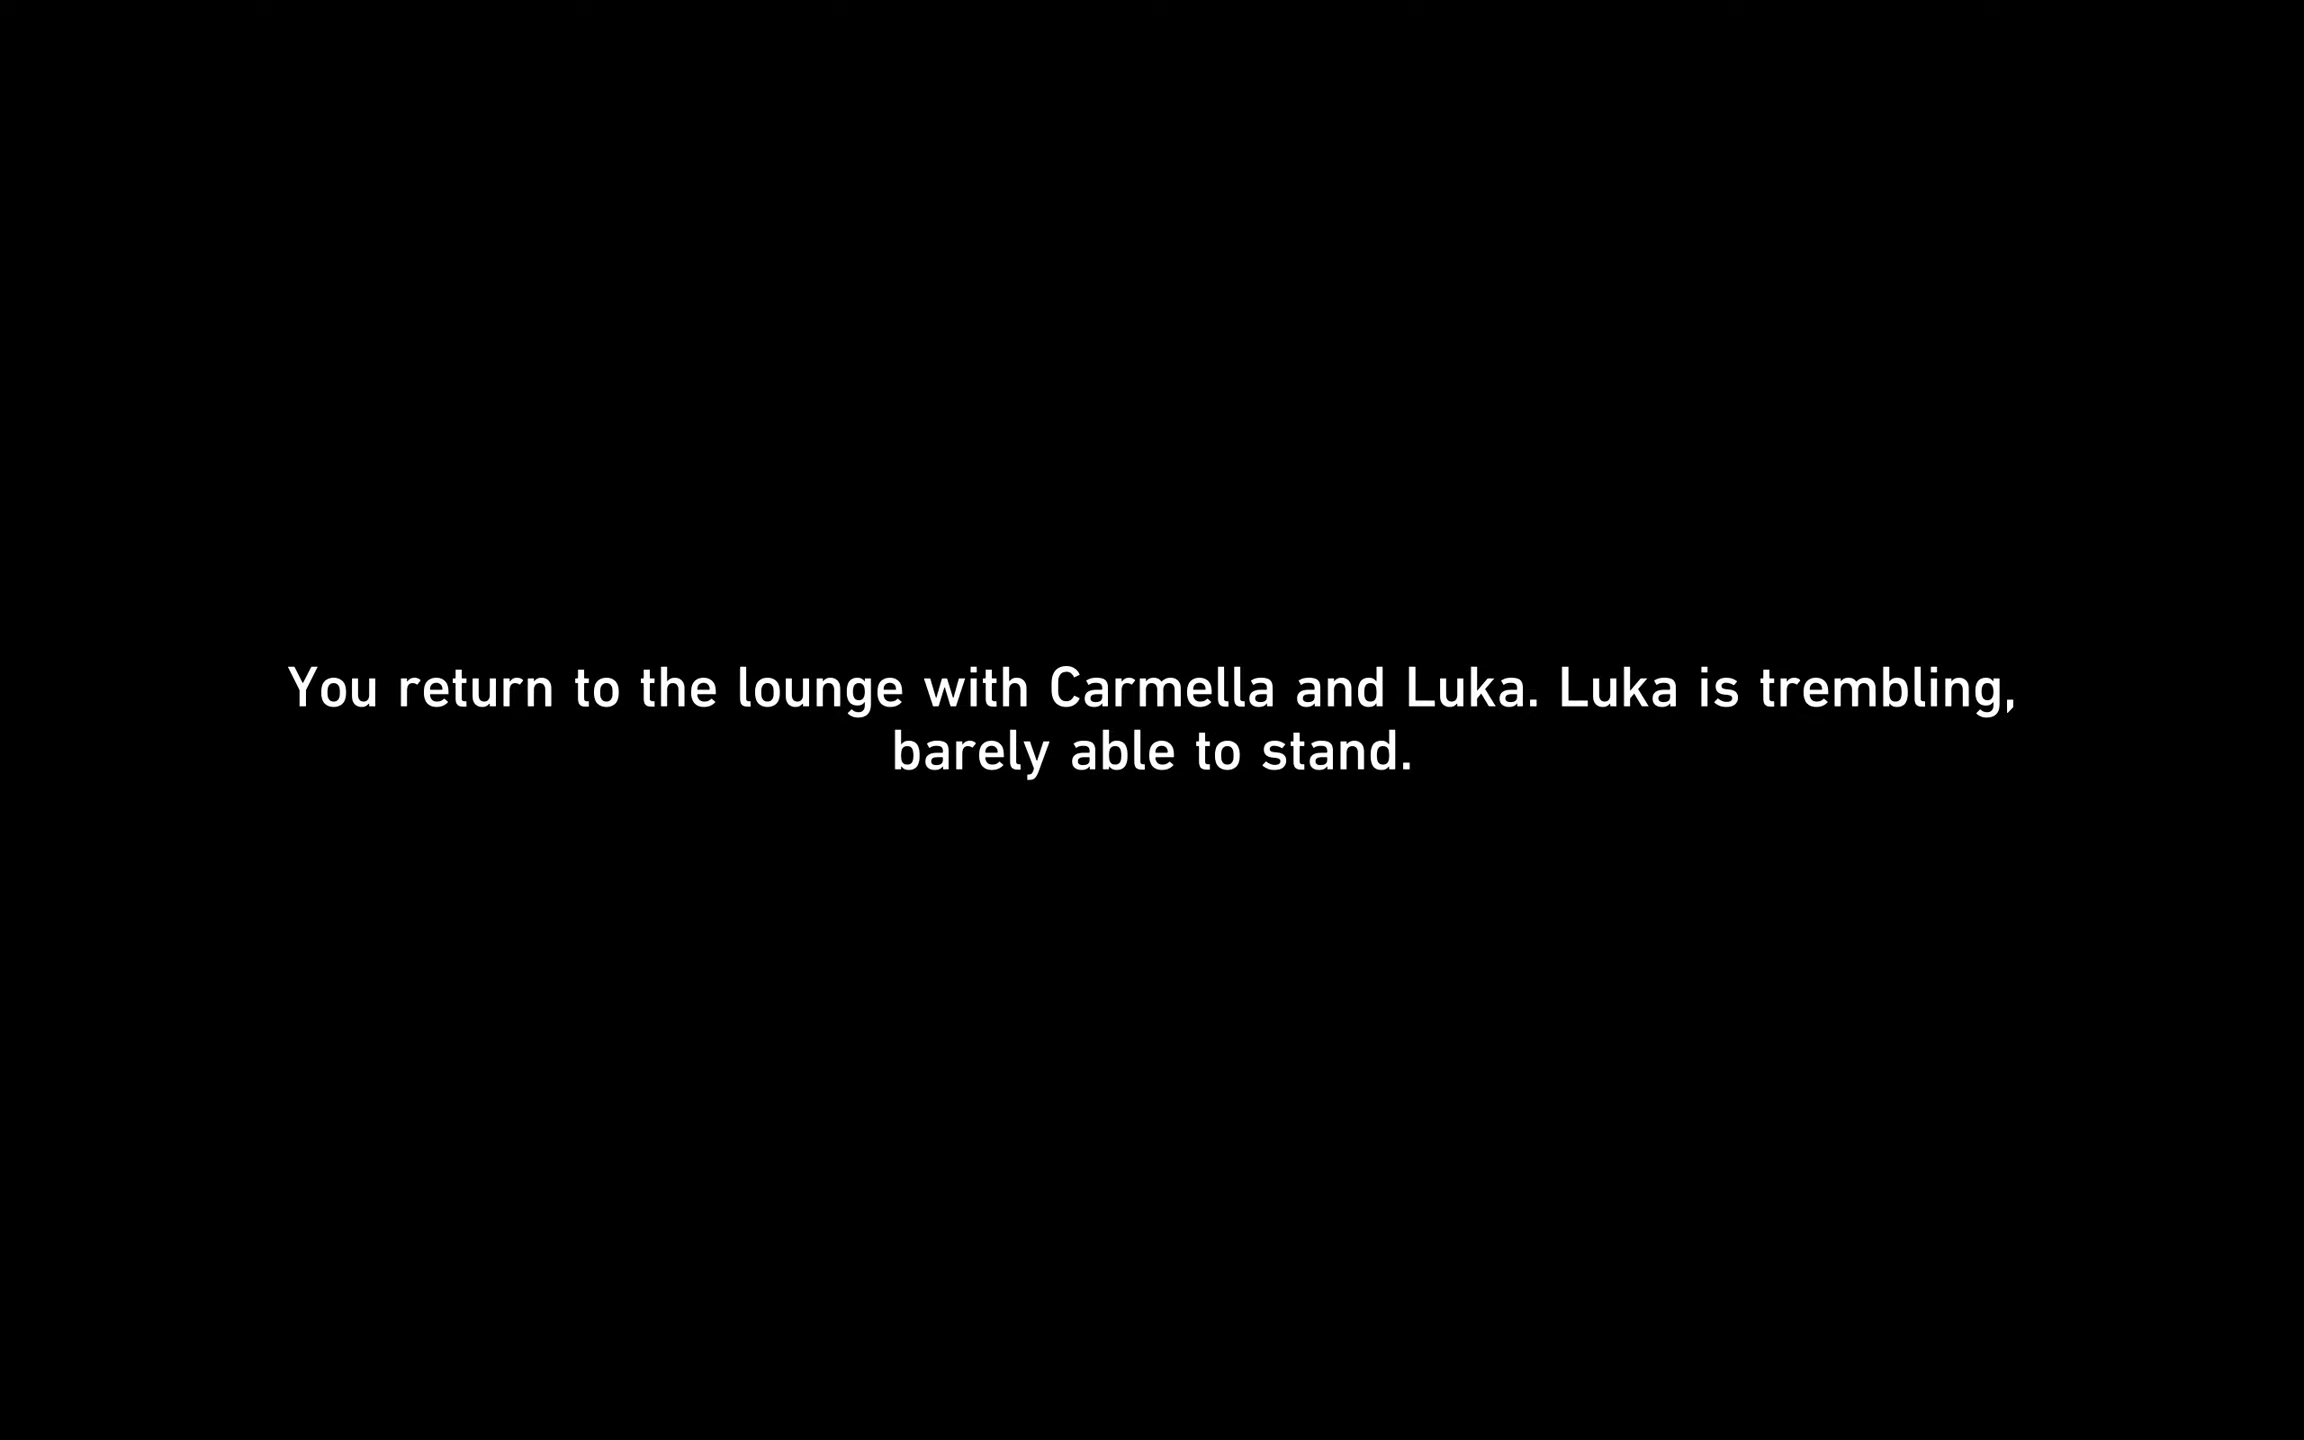 You return to the lounge with Carmella and Luka. Luka is trembling,
barely able to stand.